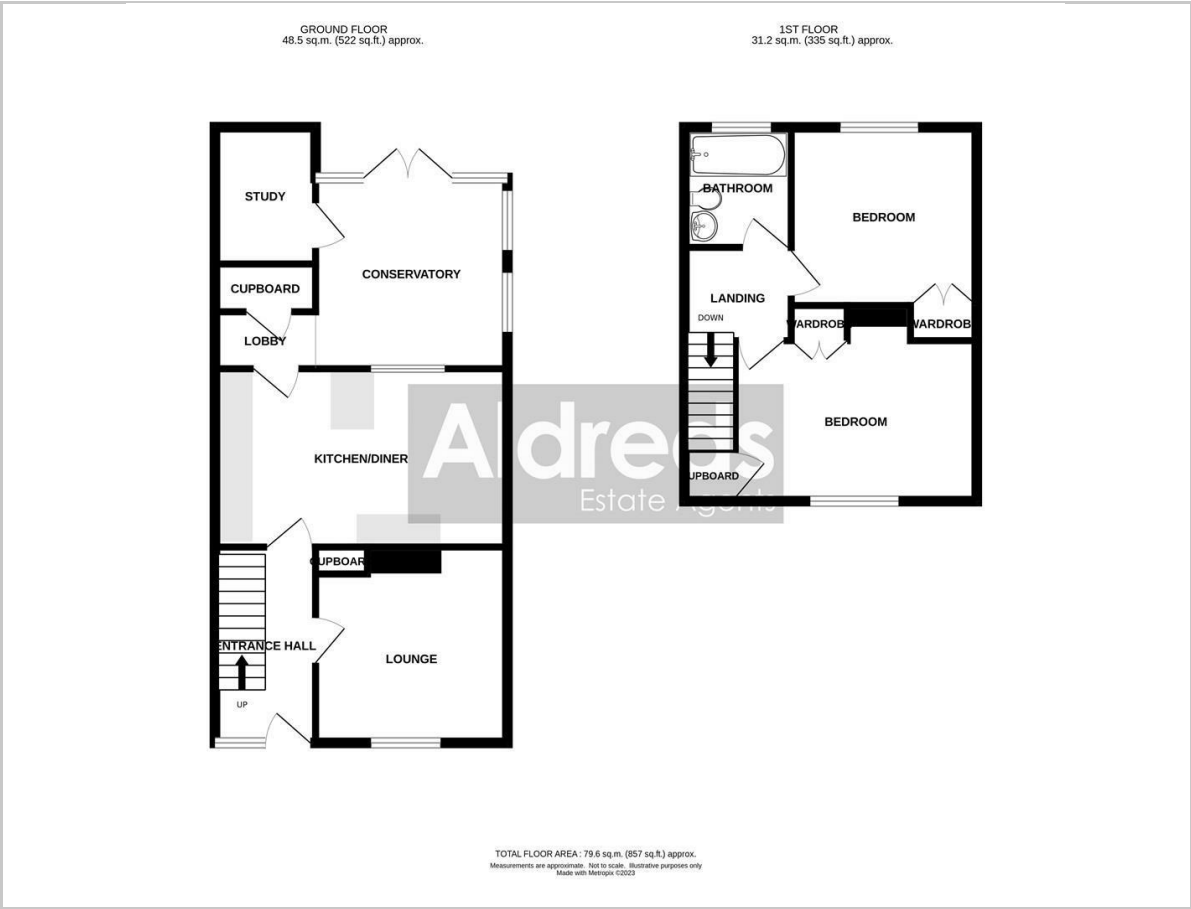 GROUND FLOOR
48.5 sq.m. (522 sq.ft.) approx.
1ST FLOOR
31.2 sq.m. (335 sq.ft.) approx.
STUDY
CUPBOARD
LOBBY
CONSERVATORY
KITCHEN/DINER
CUPBOAR
ENTRANCE HALL
UP
LOUNGE
BATHROOM
BEDROOM
LANDING
DOWN
WARDROB
WARDROB
BEDROOM
UPBOARD
Aldreds
Estate Agents
TOTAL FLOOR AREA : 79.6 sq.m. (857 sq.ft.) approx.
Measurements are approximate. Not to scale. Illustrative purposes only
Made with Metropix ©2023